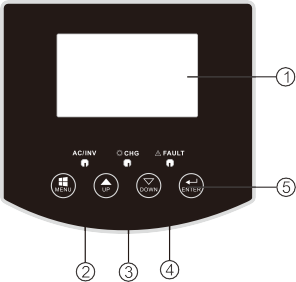 ①
AC/INV CHG ⚠ FAULT
MENU UP DOWN ENTER ⑤
② ③ ④